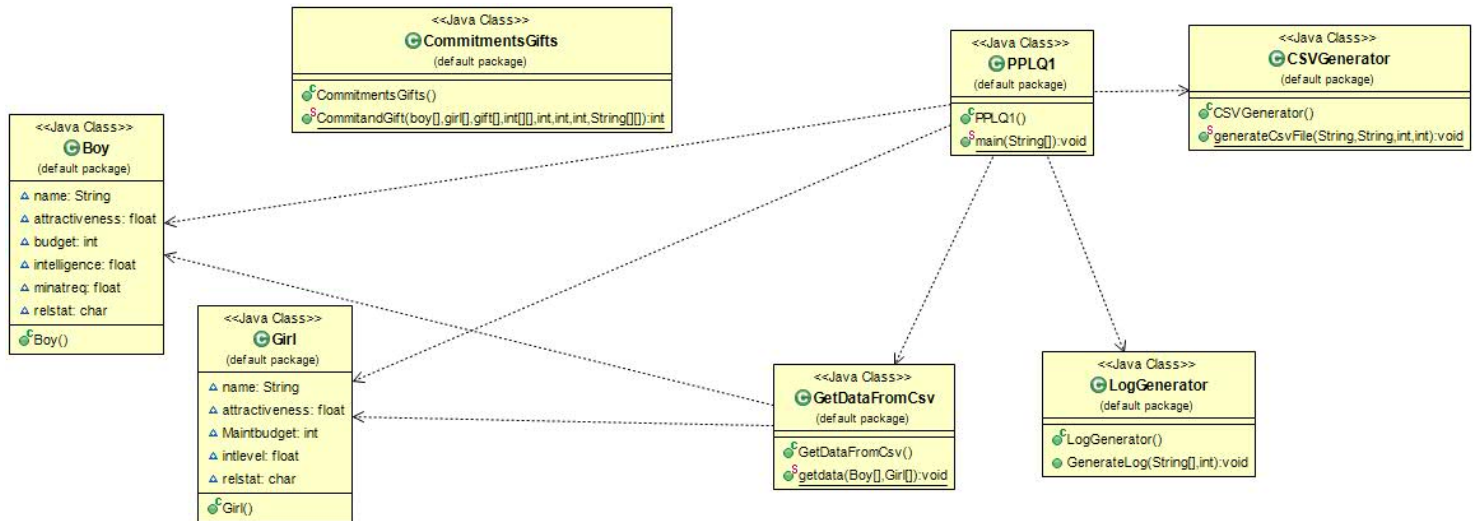 <<Java Class>>
CommitmentsGifts
(default package)
CommitmentsGifts()
CommitandGift(boy[],girl[],gift[],int[][],int,int,int,String[][]):int
<<Java Class>>
PPLQ1
(default package)
PPLQ1()
main(String[]):void
<<Java Class>>
CSVGenerator
(default package)
CSVGenerator()
generateCsvFile(String,String,int,int):void
<<Java Class>>
Boy
(default package)
name: String
attractiveness: float
budget: int
intelligence: float
minatreq: float
relstat: char
Boy()
<<Java Class>>
Girl
(default package)
name: String
attractiveness: float
Maintbudget: int
intlevel: float
relstat: char
Girl()
<<Java Class>>
GetDataFromCsv
(default package)
GetDataFromCsv()
getdata(Boy[],Girl[]):void
<<Java Class>>
LogGenerator
(default package)
LogGenerator()
GenerateLog(String[],int):void